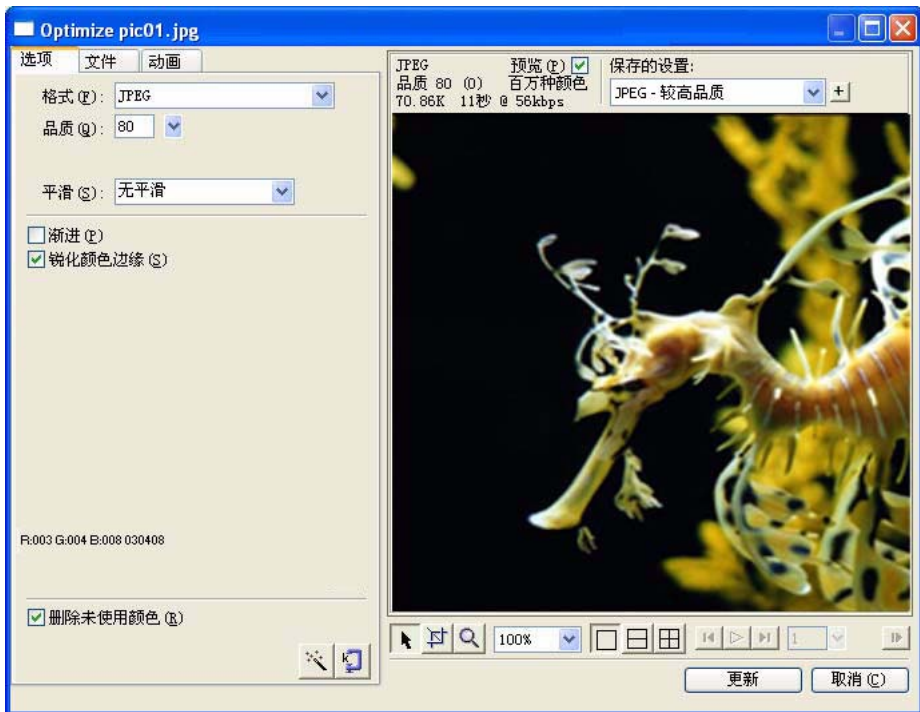 Optimize pic01.jpg
选项 文件 动画
格式(F): JPEG
品质(Q): 80
平滑(S): 无平滑
渐进(P)
锐化颜色边缘(S)
R:003 G:004 B:008 030408
删除未使用颜色(R)
JPEG 预览(P)
品质 80 (0) 百万种颜色
70.86K 11秒 @ 56kbps
保存的设置:
JPEG - 较高品质
100%
1
更新 取消(C)